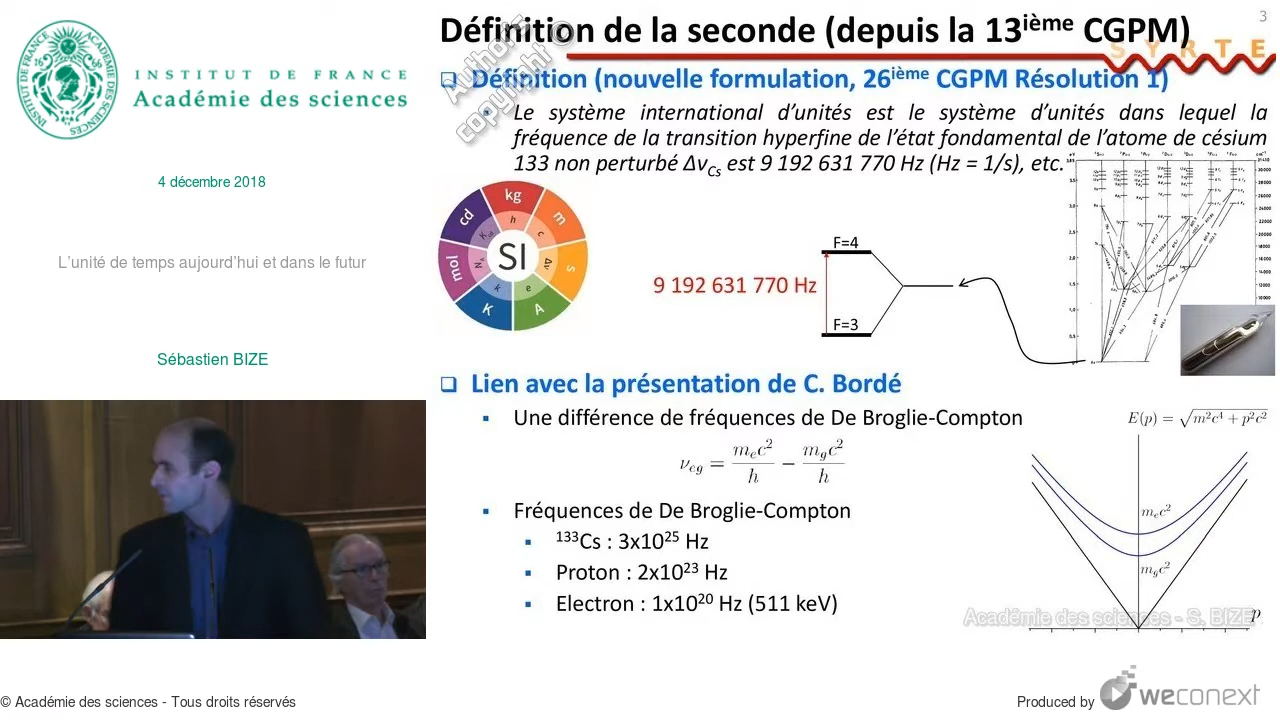 INSTITUT DE FRANCE
Académie des sciences
4 décembre 2018
L'unité de temps aujourd'hui et dans le futur
Sébastien BIZE
3
Définition de la seconde (depuis la 13ième CGPM)
SYRTE
Author Copyright ©
Définition (nouvelle formulation, 26ième CGPM Résolution 1)
Le système international d'unités est le système d'unités dans lequel la
fréquence de la transition hyperfine de l'état fondamental de l'atome de césium
133 non perturbé ΔνCs est 9 192 631 770 Hz (Hz = 1/s), etc.
kg
m
s
A
K
mol
cd
h
c
Δν
e
k
NA
Kcd
SI
F=4
9 192 631 770 Hz
F=3
Lien avec la présentation de C. Bordé
Une différence de fréquences de De Broglie-Compton
νeg = mec²/h − mgc²/h
Fréquences de De Broglie-Compton
133Cs : 3x10²⁵ Hz
Proton : 2x10²³ Hz
Electron : 1x10²⁰ Hz (511 keV)
E(p) = √(m²c⁴ + p²c²)
mec²
mgc²
p
Académie des sciences - S. BIZE
© Académie des sciences - Tous droits réservés
Produced by
weconext